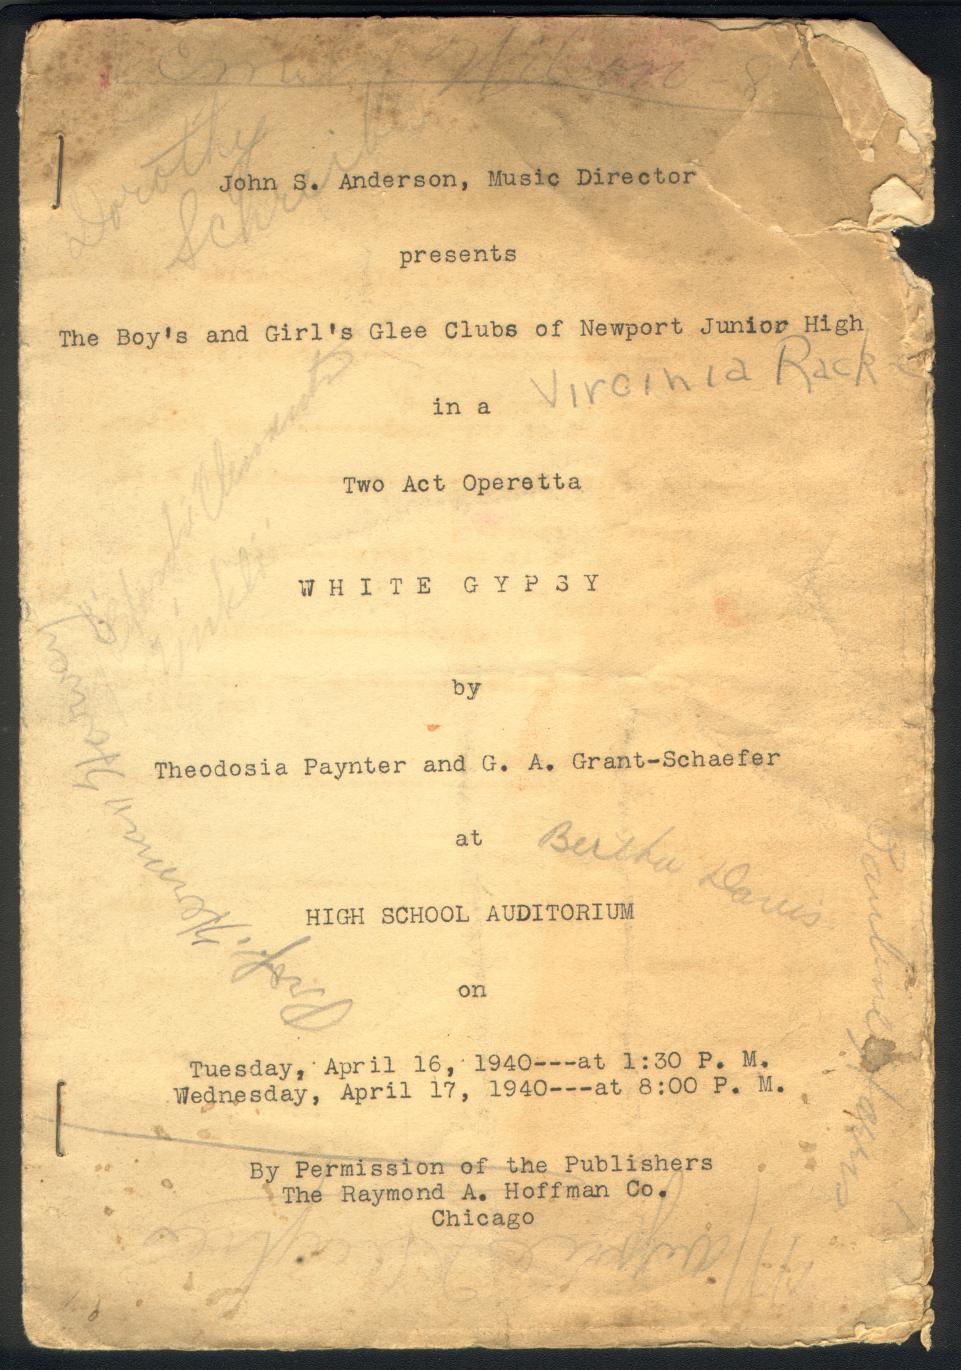 Dorothy
John S. Anderson, Music Director
presents
The Boy's and Girl's Glee Clubs of Newport Junior High
Virginia Rack
in a
Two Act Operetta
WHITE GYPSY
by
Theodosia Paynter and G. A. Grant-Schaefer
at
Bertha Davis
HIGH SCHOOL AUDITORIUM
on
Tuesday, April 16, 1940---at 1:30 P. M.
Wednesday, April 17, 1940---at 8:00 P. M.
By Permission of the Publishers
The Raymond A. Hoffman Co.
Chicago